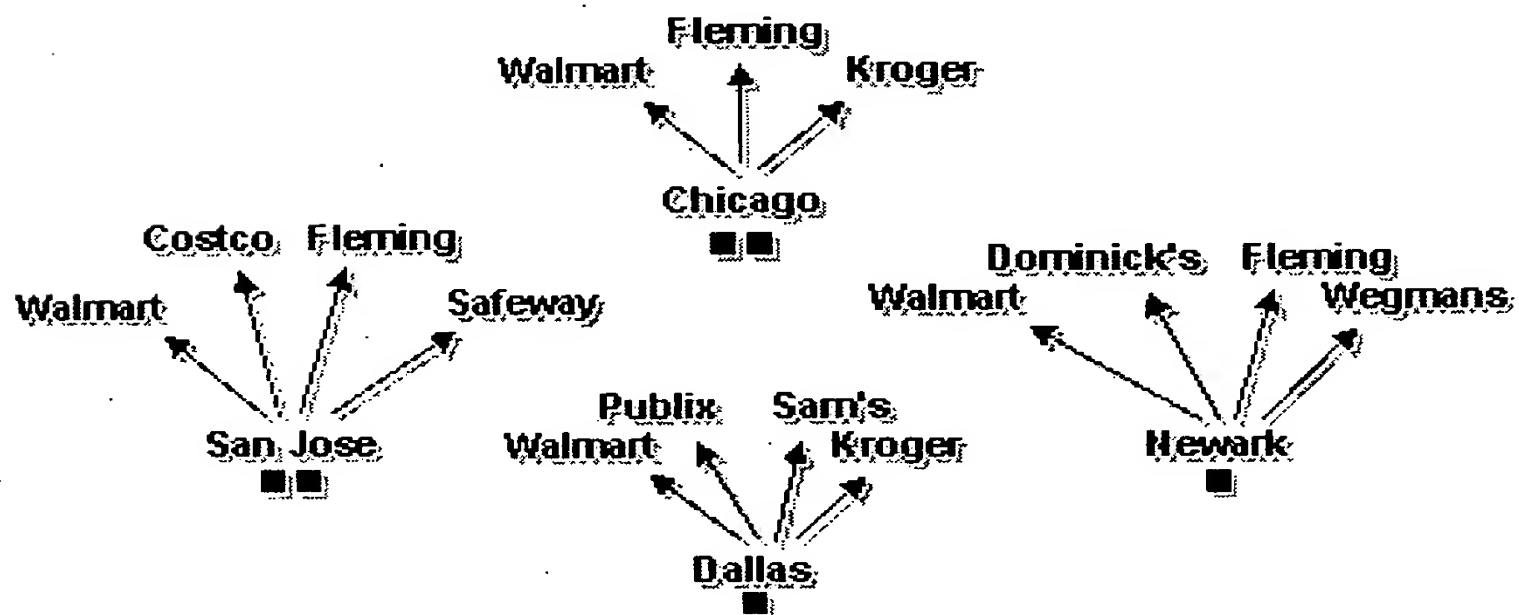 Fleming
Walmart
Kroger
Chicago
Costco
Fleming
Walmart
Safeway
San Jose
Dominick's
Fleming
Walmart
Wegmans
Newark
Publix
Sam's
Walmart
Kroger
Dallas